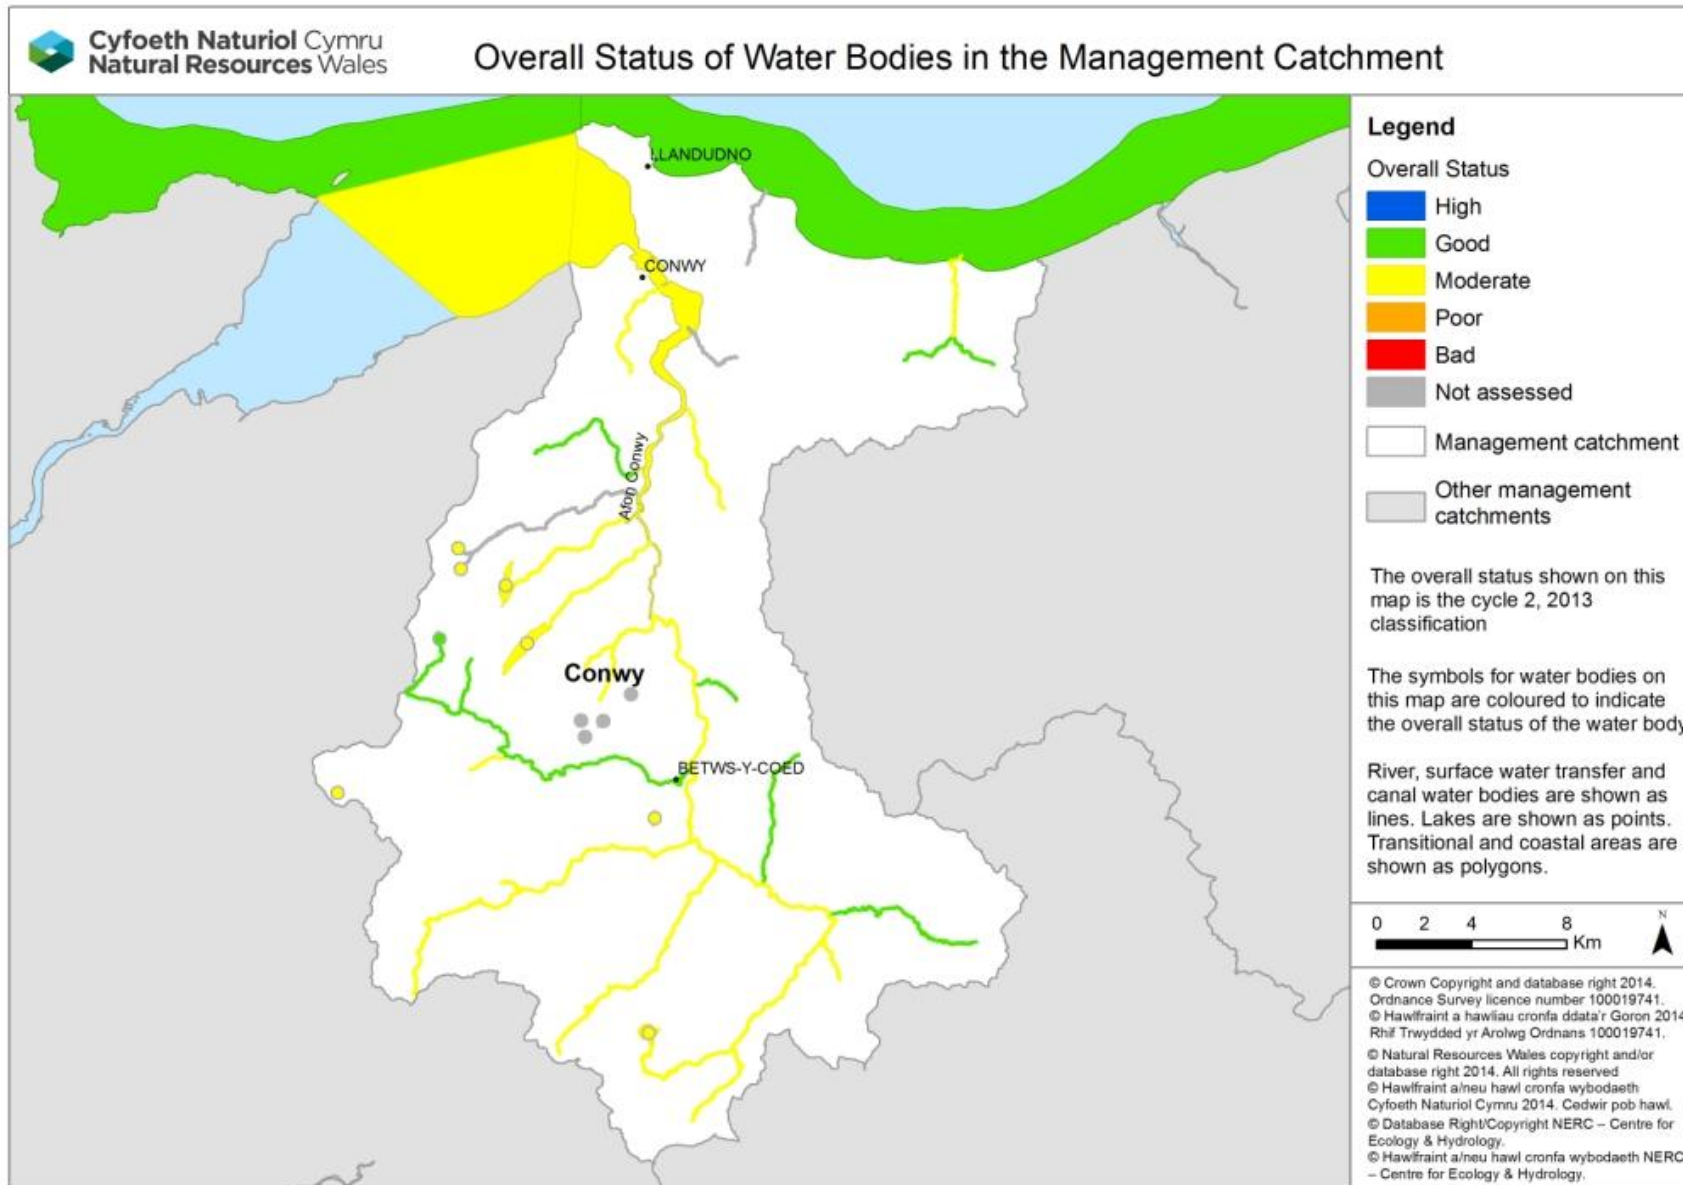 Cyfoeth Naturiol Cymru
Natural Resources Wales
Overall Status of Water Bodies in the Management Catchment
LLANDUDNO
CONWY
Afon Conwy
Conwy
BETWS-Y-COED
Legend
Overall Status
High
Good
Moderate
Poor
Bad
Not assessed
Management catchment
Other management
catchments
The overall status shown on this
map is the cycle 2, 2013
classification
The symbols for water bodies on
this map are coloured to indicate
the overall status of the water body
River, surface water transfer and
canal water bodies are shown as
lines. Lakes are shown as points.
Transitional and coastal areas are
shown as polygons.
0 2 4 8
Km
N
© Crown Copyright and database right 2014.
Ordnance Survey licence number 100019741.
© Hawlfraint a hawliau cronfa ddata'r Goron 2014
Rhif Trwydded yr Arolwg Ordnans 100019741.
© Natural Resources Wales copyright and/or
database right 2014. All rights reserved
© Hawlfraint a/neu hawl cronfa wybodaeth
Cyfoeth Naturiol Cymru 2014. Cedwir pob hawl.
© Database Right/Copyright NERC – Centre for
Ecology & Hydrology.
© Hawlfraint a/neu hawl cronfa wybodaeth NERC
– Centre for Ecology & Hydrology.